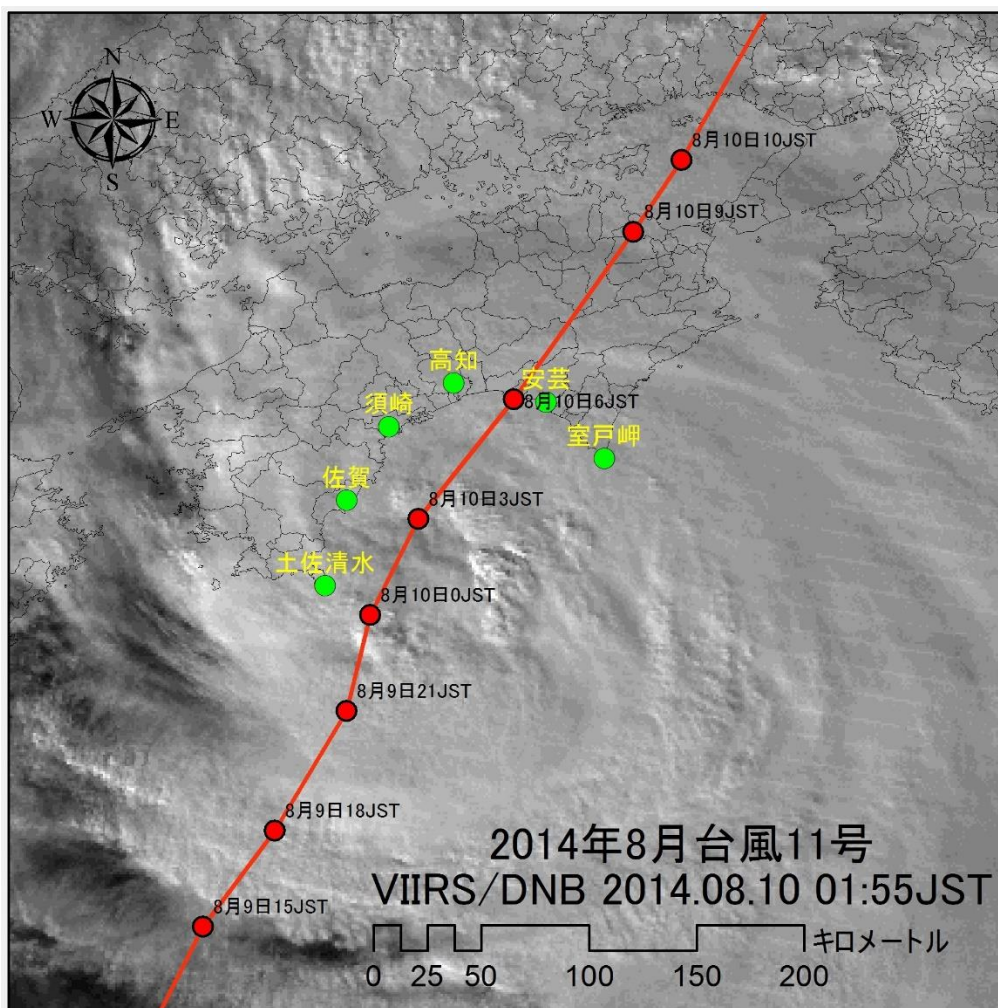 N
W E
S
8月10日10JST
8月10日9JST
高知
安芸
8月10日6JST
須崎
室戸岬
佐賀
8月10日3JST
土佐清水
8月10日0JST
8月9日21JST
8月9日18JST
2014年8月台風11号
VIIRS/DNB 2014.08.10 01:55JST
8月9日15JST
キロメートル
0 25 50 100 150 200